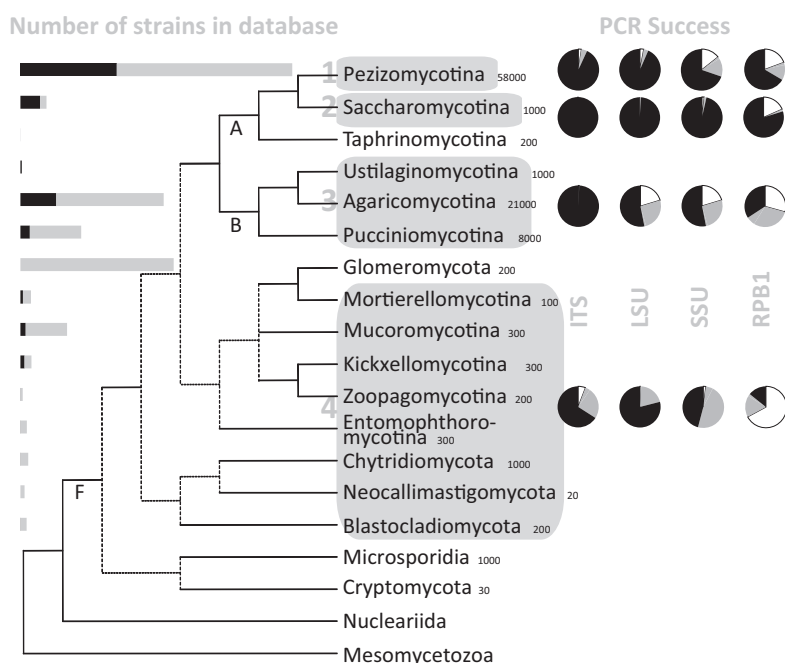 Number of strains in database PCR Success
1 Pezizomycotina 58000
2 Saccharomycotina 1000
A
Taphrinomycotina 200
Ustilaginomycotina 1000
3 Agaricomycotina 21000
B
Pucciniomycotina 8000
Glomeromycota 200
ITS LSU SSU RPB1
Mortierellomycotina 100
Mucoromycotina 300
Kickxellomycotina 300
4 Zoopagomycotina 200
Entomophthoro-
mycotina 300
Chytridiomycota 1000
F Neocallimastigomycota 20
Blastocladiomycota 200
Microsporidia 1000
Cryptomycota 30
Nucleariida
Mesomycetozoa